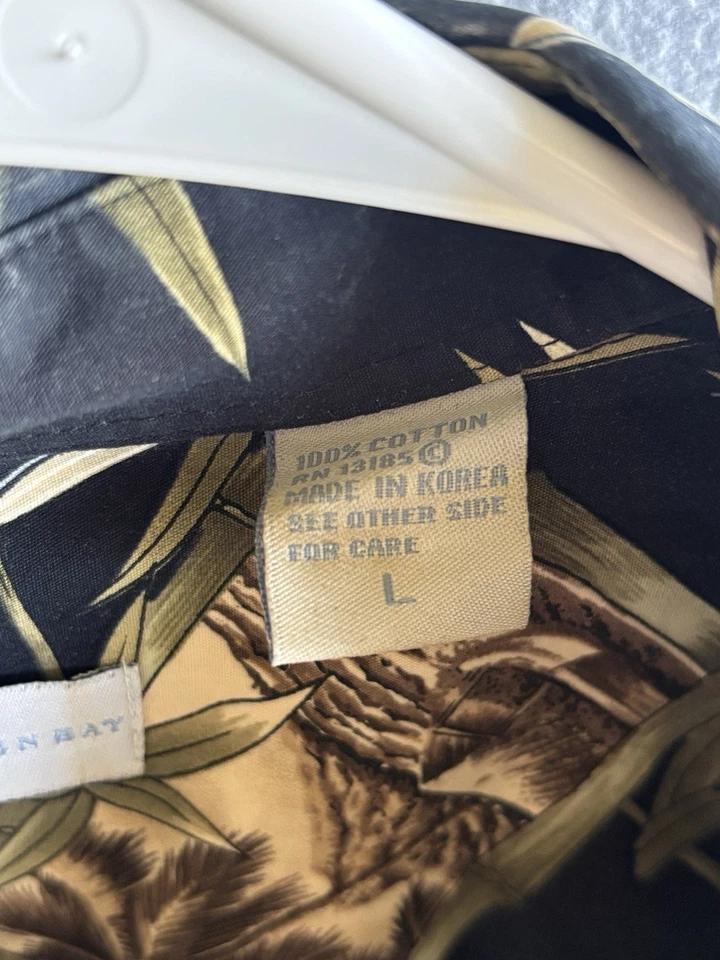 100% COTTON
RN 13185 ©
MADE IN KOREA
SEE OTHER SIDE
FOR CARE
L
BAY